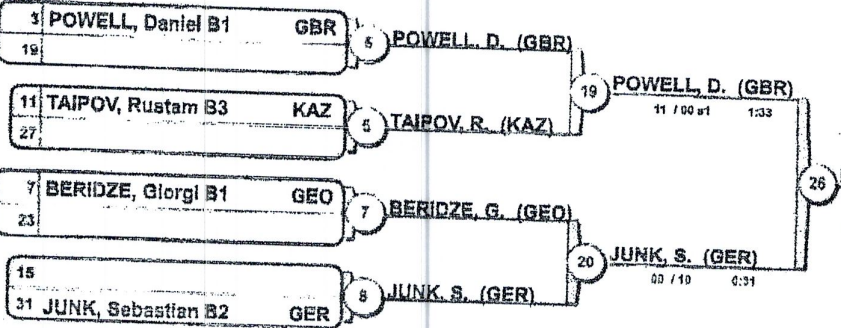 3 POWELL, Daniel B1 GBR
19
5
POWELL. D. (GBR)
11 TAIPOV, Rustam B3 KAZ
27
5
TAIPOV, R. (KAZ)
19
POWELL, D. (GBR)
11 / 00 s1 1:33
7 BERIDZE, Giorgi B1 GEO
23
7
BERIDZE, G. (GEO)
15
31 JUNK, Sebastian B2 GER
8
JUNK, S. (GER)
20
JUNK, S. (GER)
00 / 10 0:31
26